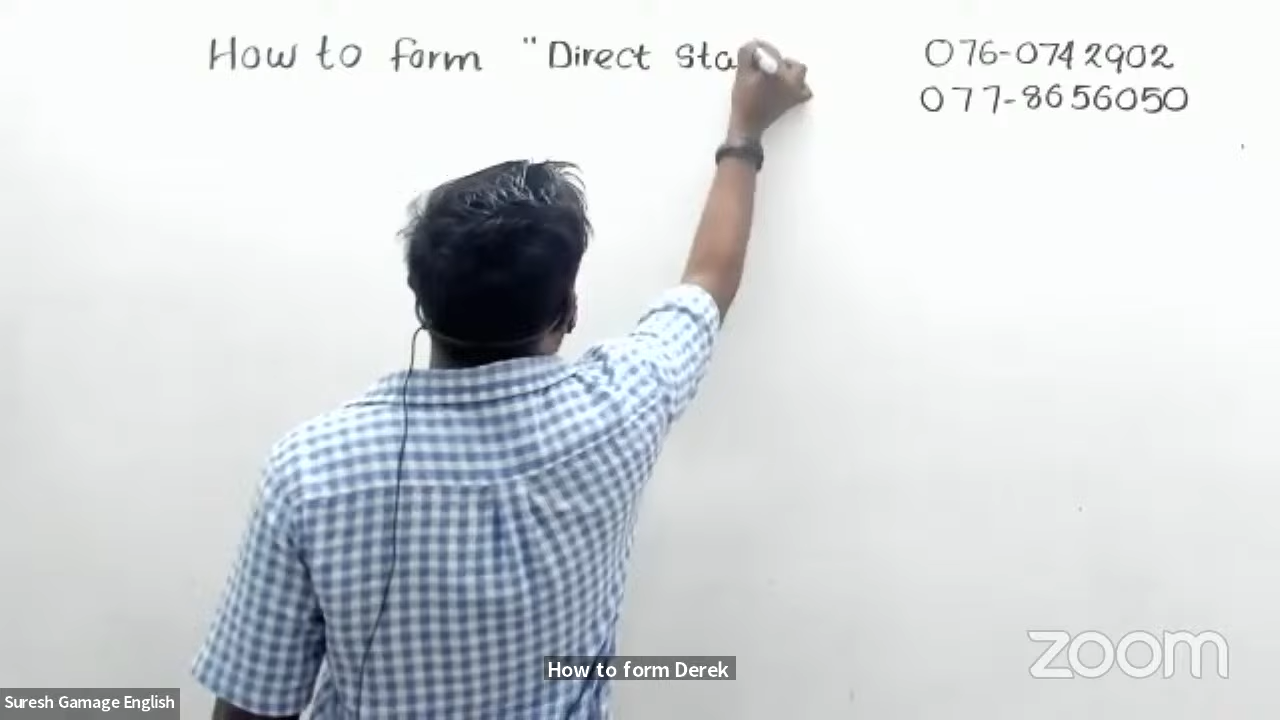 How to form "Direct Sta
076-0742902
077-8656050
zoom
How to form Derek
Suresh Gamage English